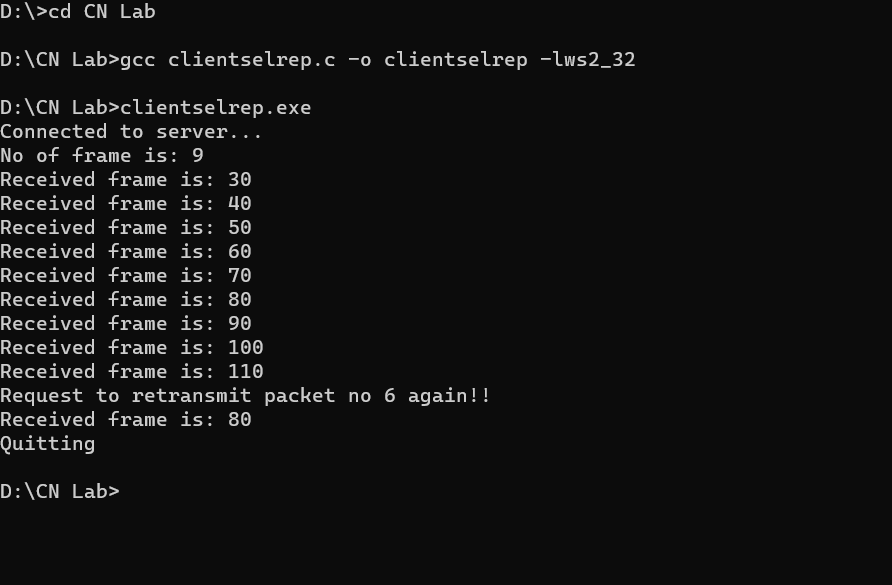 D:\>cd CN Lab
D:\CN Lab>gcc clientselrep.c -o clientselrep -lws2_32
D:\CN Lab>clientselrep.exe
Connected to server...
No of frame is: 9
Received frame is: 30
Received frame is: 40
Received frame is: 50
Received frame is: 60
Received frame is: 70
Received frame is: 80
Received frame is: 90
Received frame is: 100
Received frame is: 110
Request to retransmit packet no 6 again!!
Received frame is: 80
Quitting
D:\CN Lab>